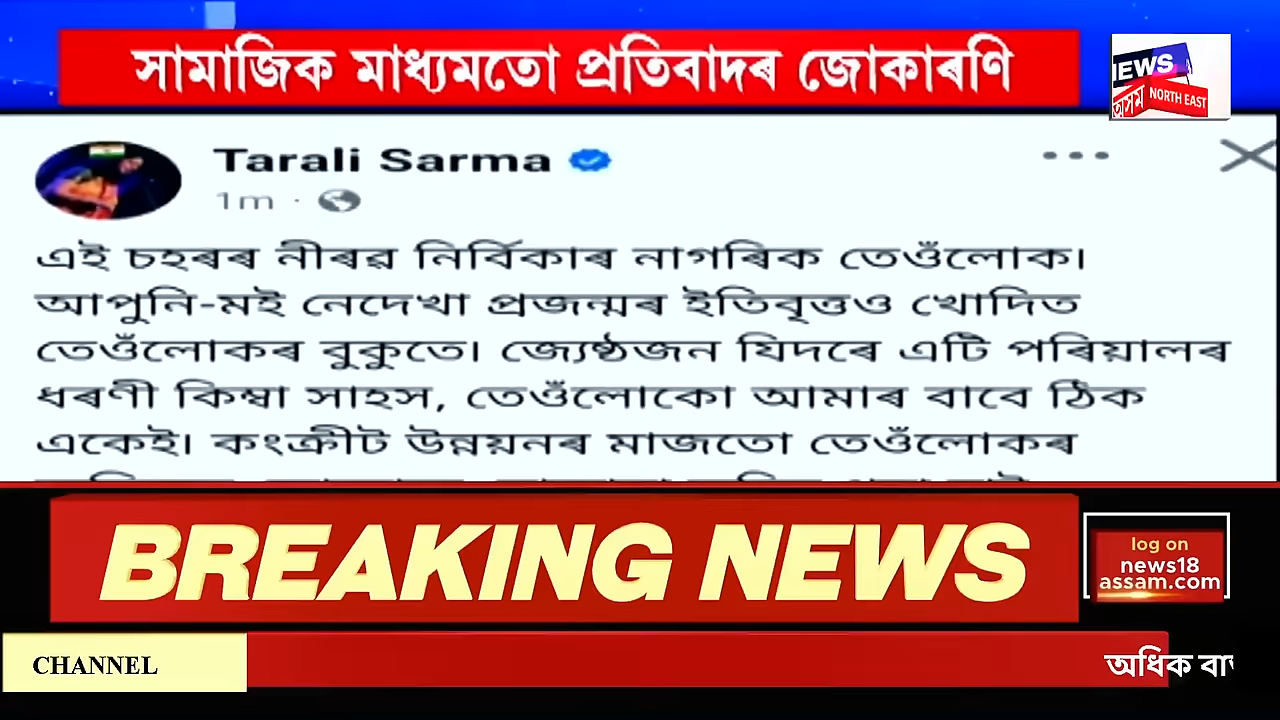 সামাজিক মাধ্যমতো প্ৰতিবাদৰ জোকাৰণি
NEWS
অসম NORTH EAST
Tarali Sarma
1m ·
এই চহৰৰ নীৰৱ নিৰ্বিকাৰ নাগৰিক তেওঁলোক।
আপুনি-মই নেদেখা প্ৰজন্মৰ ইতিবৃত্তও খোদিত
তেওঁলোকৰ বুকুতে। জ্যেষ্ঠজন যিদৰে এটি পৰিয়ালৰ
ধৰণী কিম্বা সাহস, তেওঁলোকো আমাৰ বাবে ঠিক
একেই। কংক্ৰীট উন্নয়নৰ মাজতো তেওঁলোকৰ
BREAKING NEWS
log on
news18
assam.com
CHANNEL
অধিক